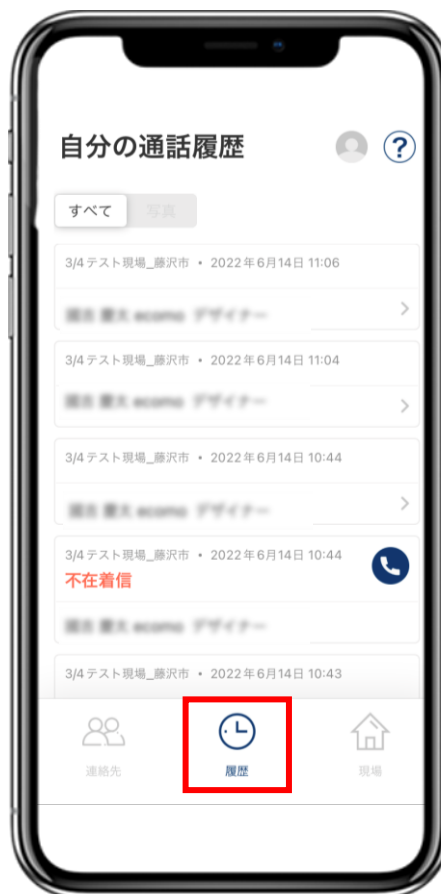 自分の通話履歴
?
すべて
写真
3/4テスト現場_藤沢市 • 2022年6月14日 11:06
3/4テスト現場_藤沢市 • 2022年6月14日 11:04
3/4テスト現場_藤沢市 • 2022年6月14日 10:44
3/4テスト現場_藤沢市 • 2022年6月14日 10:44
不在着信
3/4テスト現場_藤沢市 • 2022年6月14日 10:43
連絡先
履歴
現場